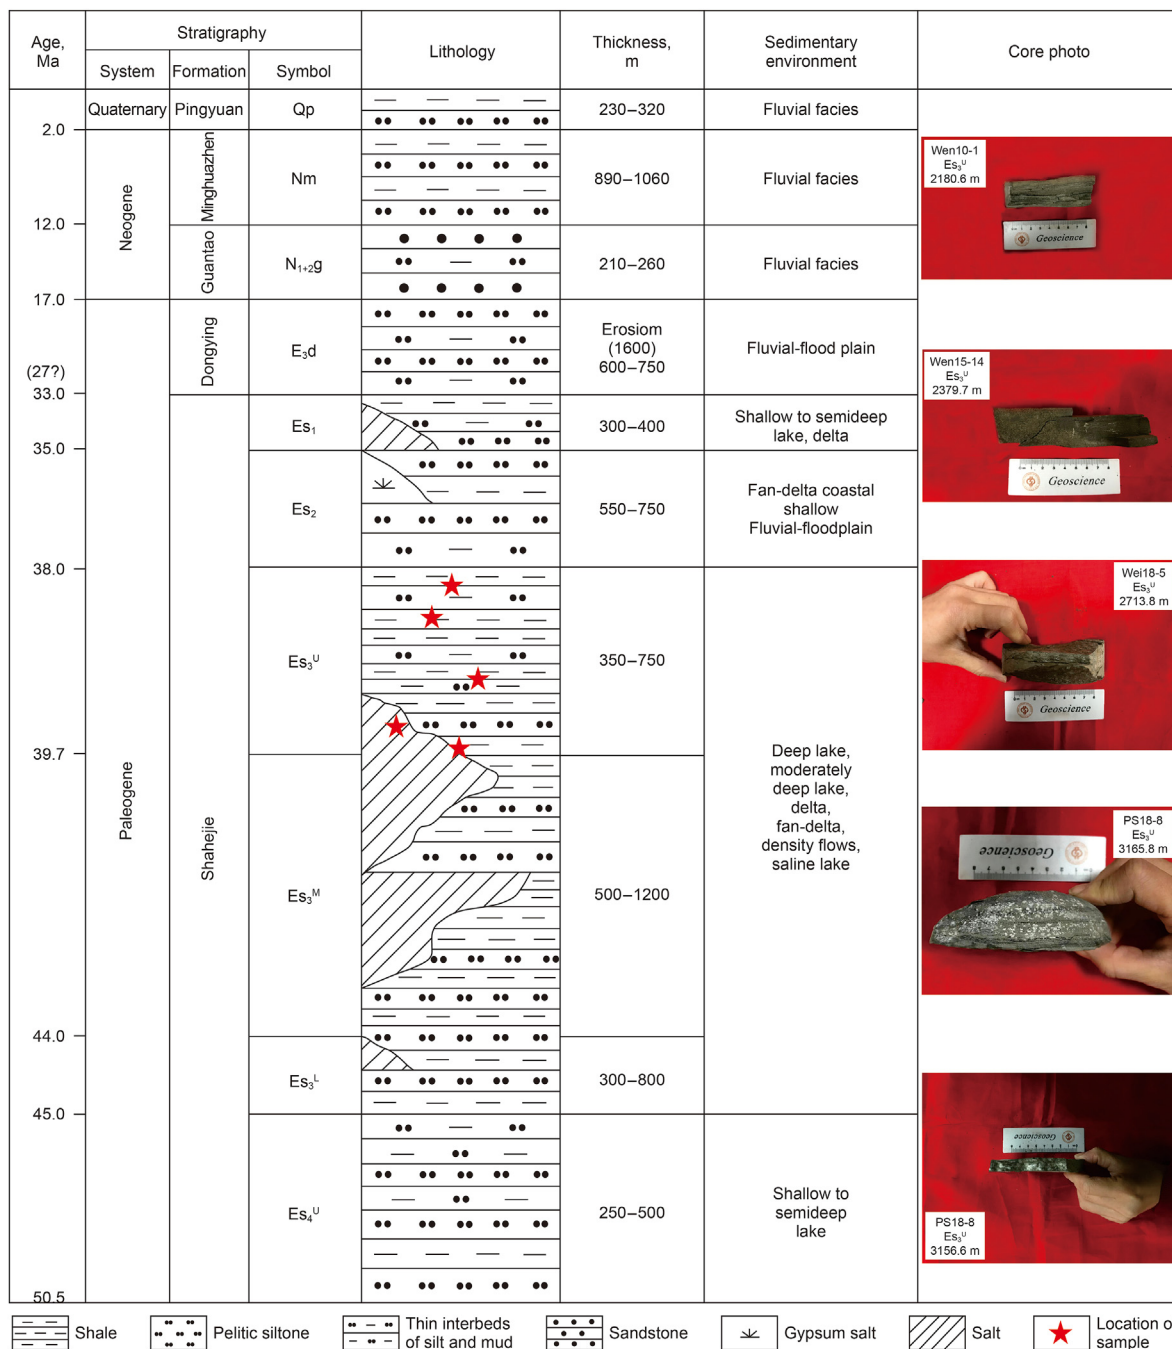 Age,
Ma
Stratigraphy
System
Formation
Symbol
Lithology
Thickness,
m
Sedimentary
environment
Core photo
Quaternary
Pingyuan
Qp
230–320
Fluvial facies
2.0
Neogene
Minghuazhen
Nm
890–1060
Fluvial facies
12.0
Guantao
N₁₊₂g
210–260
Fluvial facies
17.0
Paleogene
Dongying
E₃d
Erosiom
(1600)
600–750
Fluvial-flood plain
(27?)
33.0
Shahejie
Es₁
300–400
Shallow to semideep
lake, delta
35.0
Es₂
550–750
Fan-delta coastal
shallow
Fluvial-floodplain
38.0
Es₃ᵁ
350–750
39.7
Deep lake,
moderately
deep lake,
delta,
fan-delta,
density flows,
saline lake
Es₃ᴹ
500–1200
44.0
Es₃ᴸ
300–800
45.0
Es₄ᵁ
250–500
Shallow to
semideep
lake
50.5
Wen10-1
Es₃ᵁ
2180.6 m
Geoscience
Wen15-14
Es₃ᵁ
2379.7 m
Geoscience
Wei18-5
Es₃ᵁ
2713.8 m
Geoscience
PS18-8
Es₃ᵁ
3165.8 m
Geoscience
Geoscience
PS18-8
Es₃ᵁ
3156.6 m
Shale
Pelitic siltone
Thin interbeds
of silt and mud
Sandstone
Gypsum salt
Salt
Location o
sample